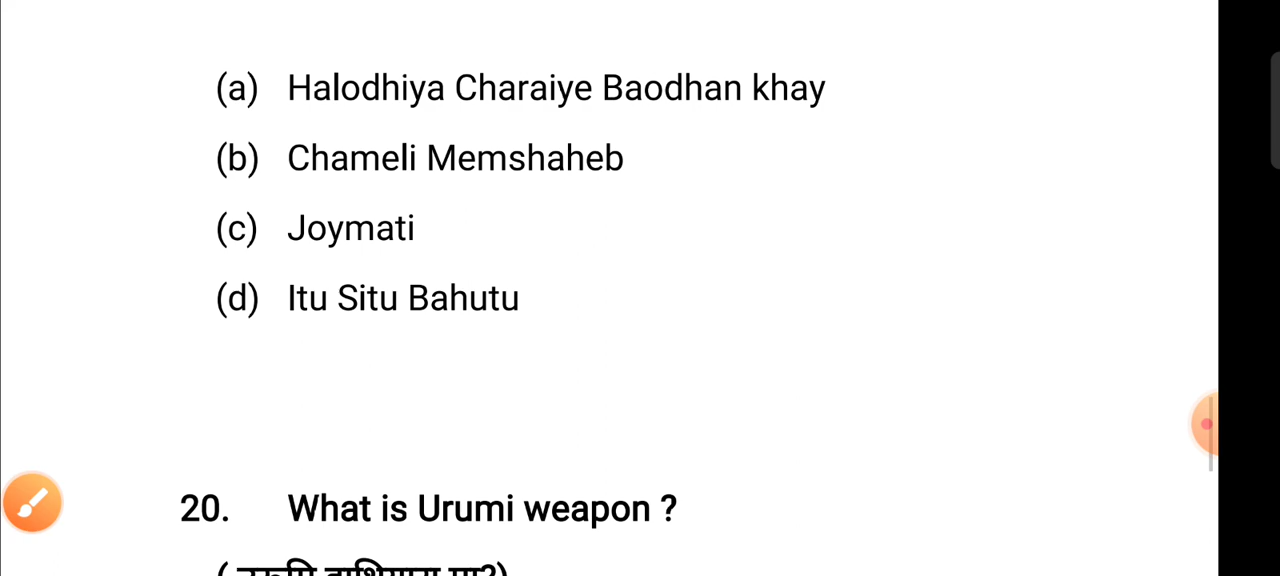 (a) Halodhiya Charaiye Baodhan khay
(b) Chameli Memshaheb
(c) Joymati
(d) Itu Situ Bahutu
20. What is Urumi weapon ?